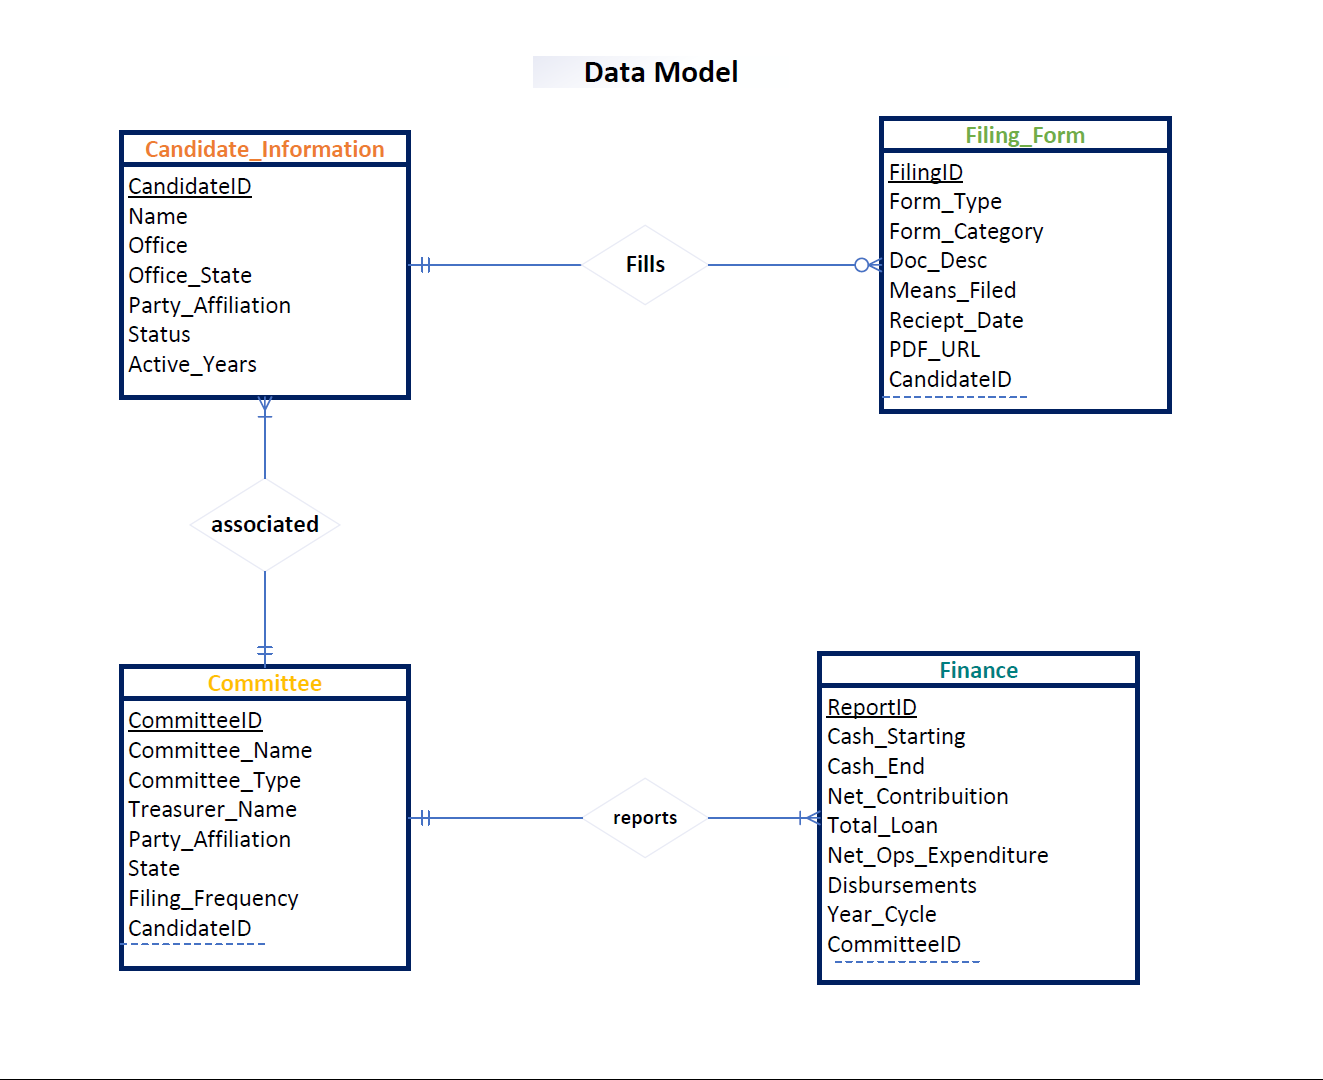 Data Model
Candidate_Information
CandidateID
Name
Office
Office_State
Party_Affiliation
Status
Active_Years
Fills
Filing_Form
FilingID
Form_Type
Form_Category
Doc_Desc
Means_Filed
Reciept_Date
PDF_URL
CandidateID
associated
Committee
CommitteeID
Committee_Name
Committee_Type
Treasurer_Name
Party_Affiliation
State
Filing_Frequency
CandidateID
reports
Finance
ReportID
Cash_Starting
Cash_End
Net_Contribuition
Total_Loan
Net_Ops_Expenditure
Disbursements
Year_Cycle
CommitteeID